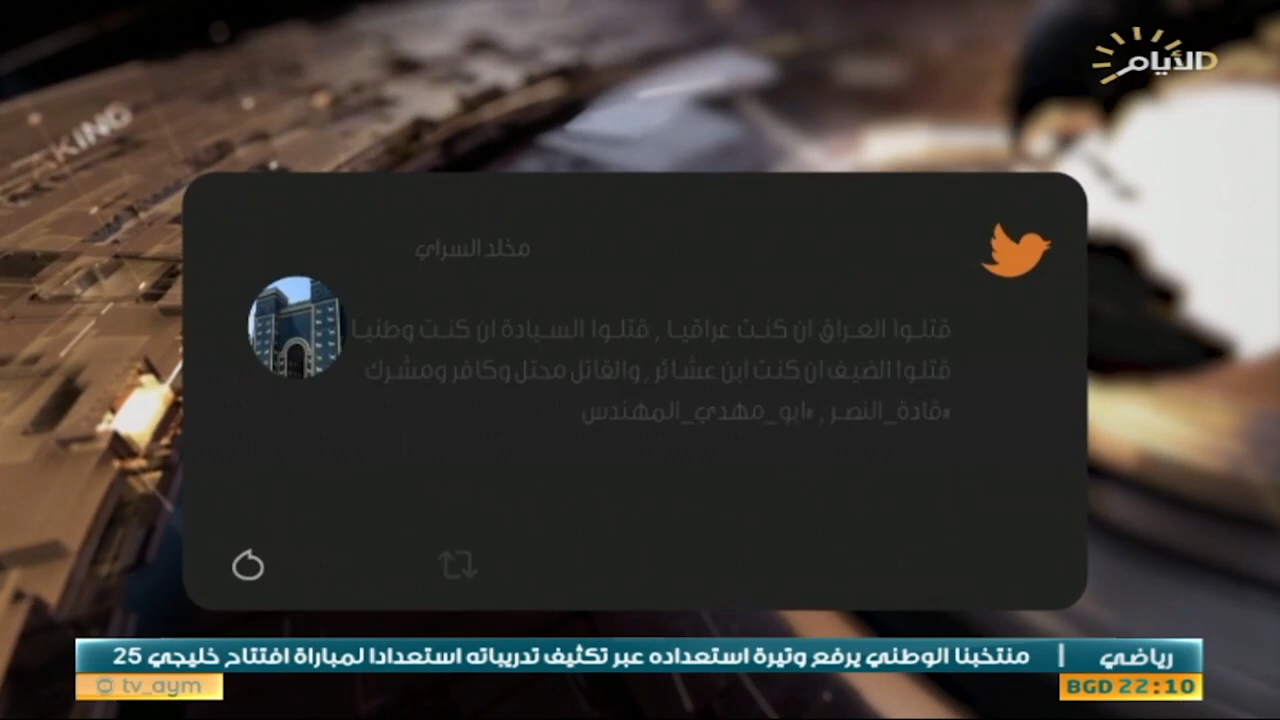 الأيام
KIND
مخلد السراي
قتلوا العراق ان كنت عراقيا , قتلوا السيادة ان كنت وطنيا
قتلوا الضيف ان كنت ابن عشائر , والقاتل محتل وكافر ومشرك
#قادة_النصر , #ابو_مهدي_المهندس
رياضي | منتخبنا الوطني يرفع وتيرة استعداده عبر تكثيف تدريباته استعدادا لمباراة افتتاح خليجي 25
tv_aym
BGD 22:10